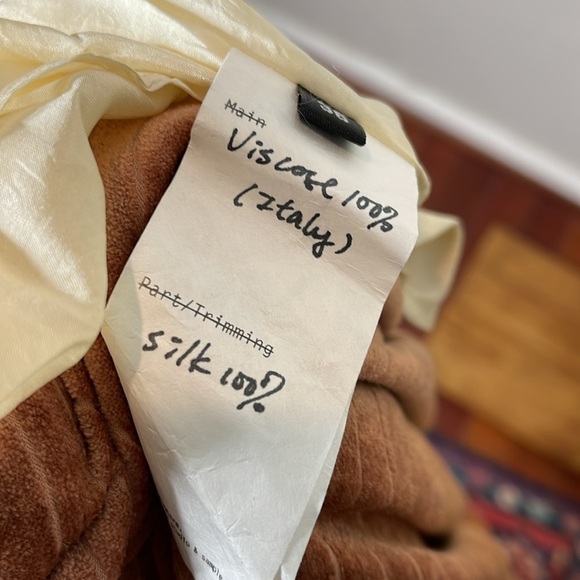 Main
Viscose 100%
(Italy)
Part/Trimming
silk 100%